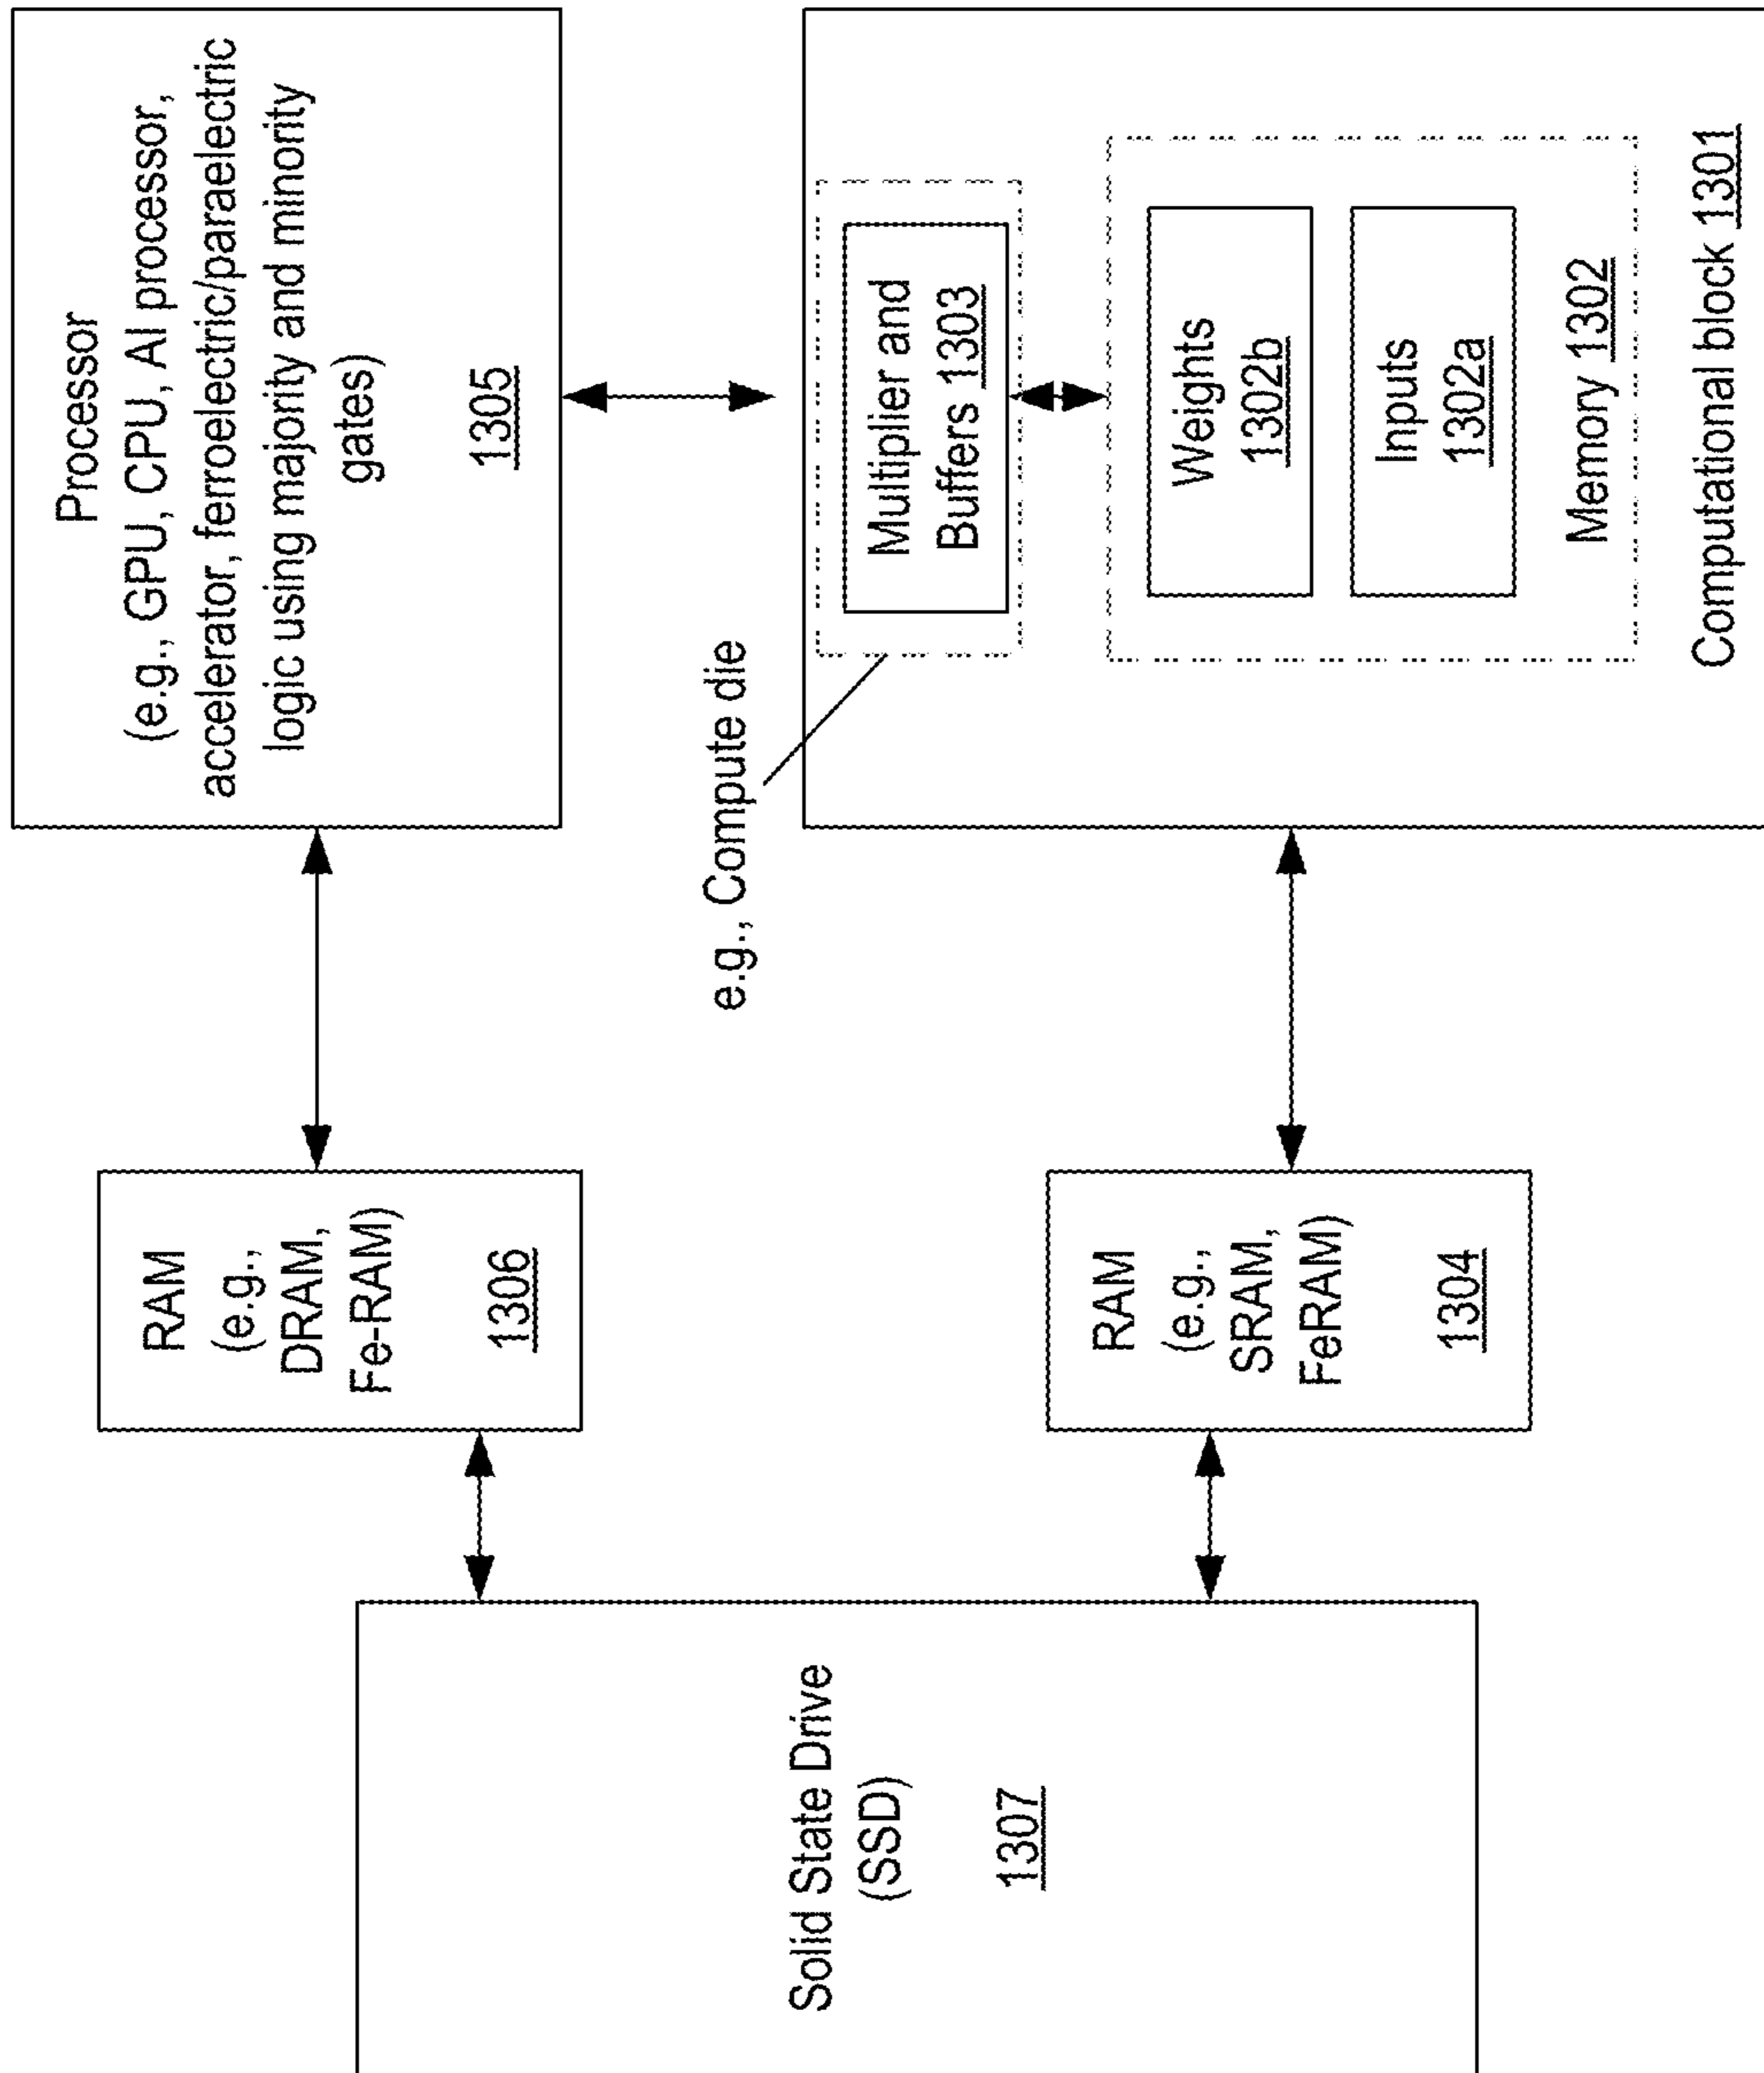 Processor
(e.g., GPU, CPU, AI processor,
accelerator, ferroelectric/paraelectric
logic using majority and minority
gates)
1305
RAM
(e.g.,
DRAM,
Fe-RAM)
1306
Solid State Drive
(SSD)
1307
e.g., Compute die
Multiplier and
Buffers 1303
Weights
1302b
Inputs
1302a
Memory 1302
Computational block 1301
RAM
(e.g.,
SRAM,
FeRAM)
1304